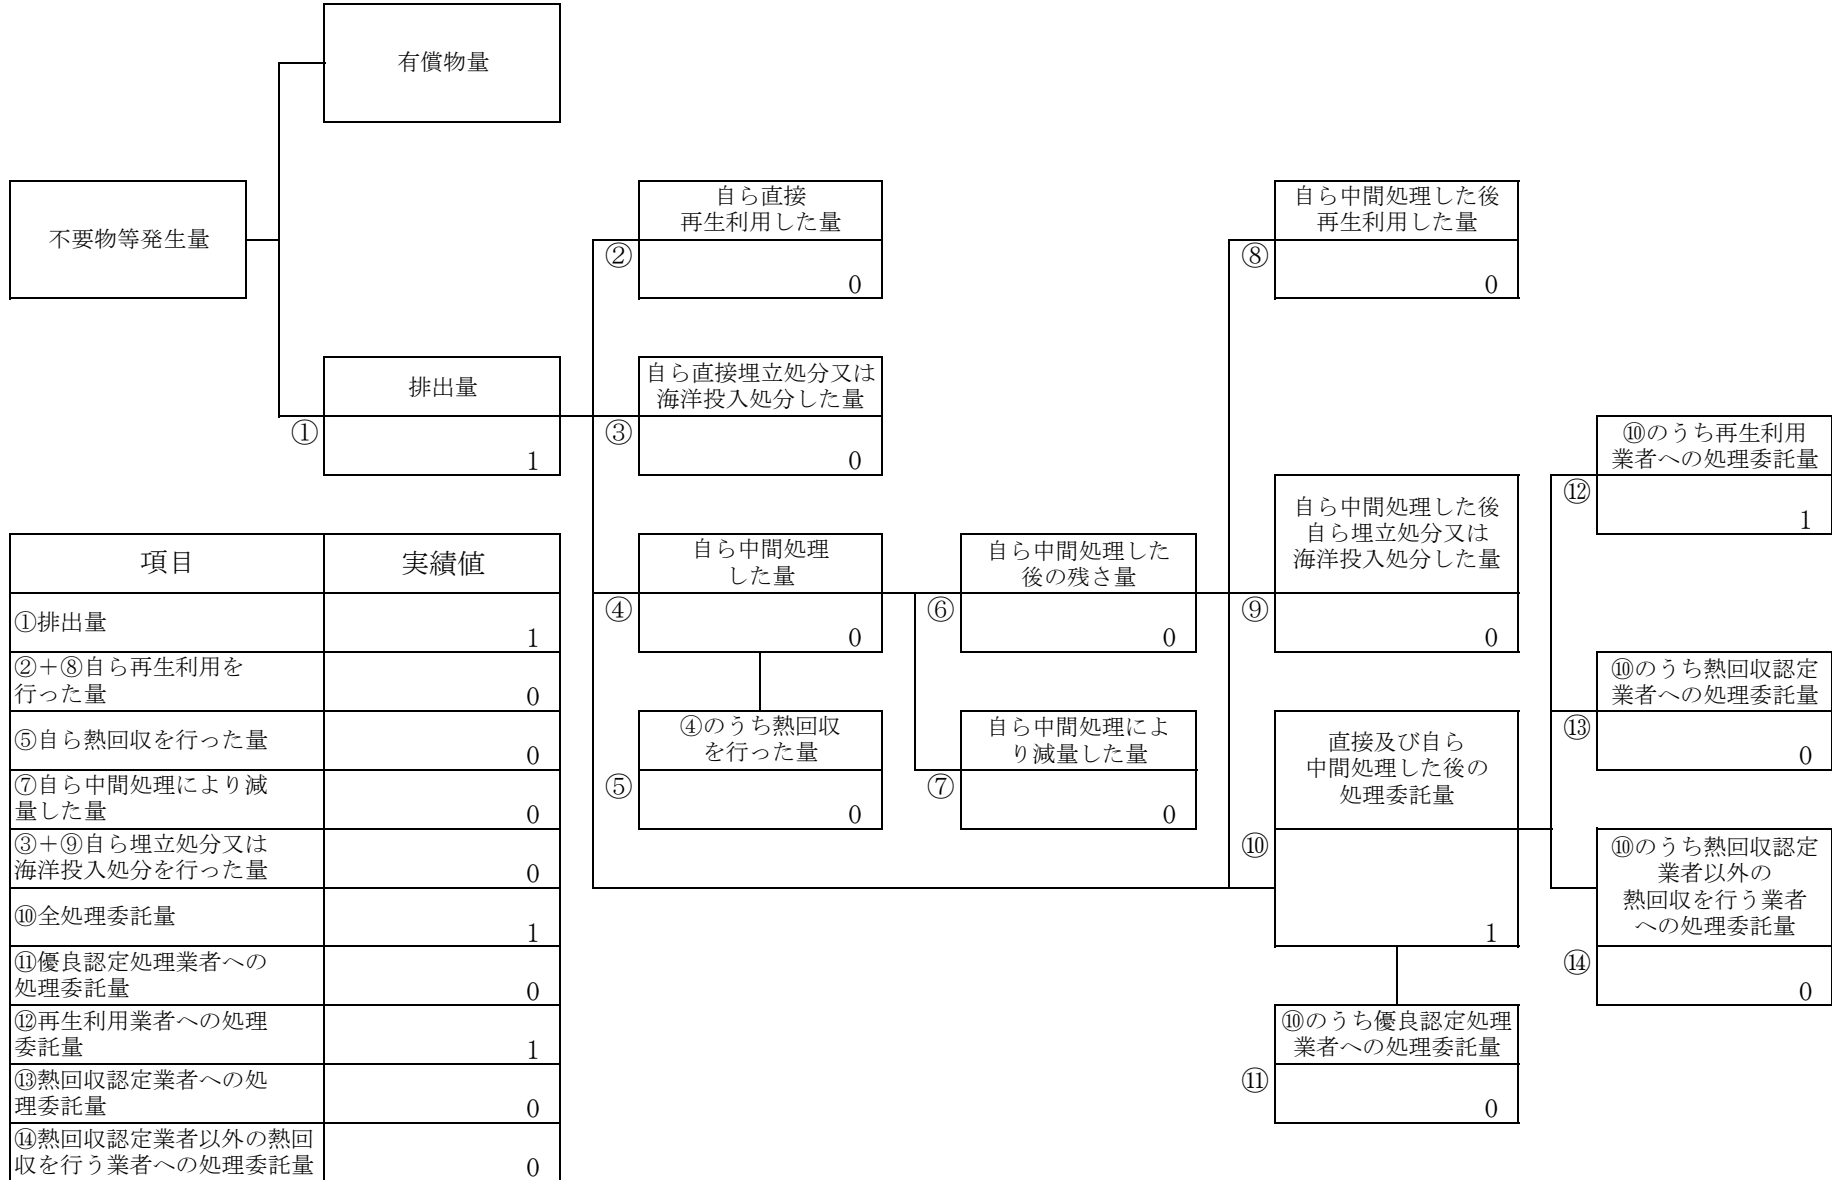 有償物量
不要物等発生量
自ら直接
再生利用した量
②
0
自ら中間処理した後
再生利用した量
⑧
0
排出量
①
1
自ら直接埋立処分又は
海洋投入処分した量
③
0
⑩のうち再生利用
業者への処理委託量
⑫
1
自ら中間処理
した量
④
0
自ら中間処理した
後の残さ量
⑥
0
自ら中間処理した後
自ら埋立処分又は
海洋投入処分した量
⑨
0
⑩のうち熱回収認定
業者への処理委託量
⑬
0
④のうち熱回収
を行った量
⑤
0
自ら中間処理によ
り減量した量
⑦
0
直接及び自ら
中間処理した後の
処理委託量
⑩
1
⑩のうち熱回収認定
業者以外の
熱回収を行う業者
への処理委託量
⑭
0
⑩のうち優良認定処理
業者への処理委託量
⑪
0
項目 実績値
①排出量
1
②+⑧自ら再生利用を
行った量 0
⑤自ら熱回収を行った量
0
⑦自ら中間処理により減
量した量 0
③+⑨自ら埋立処分又は
海洋投入処分を行った量 0
⑩全処理委託量
1
⑪優良認定処理業者への
処理委託量 0
⑫再生利用業者への処理
委託量 1
⑬熱回収認定業者への処
理委託量 0
⑭熱回収認定業者以外の熱回
収を行う業者への処理委託量 0